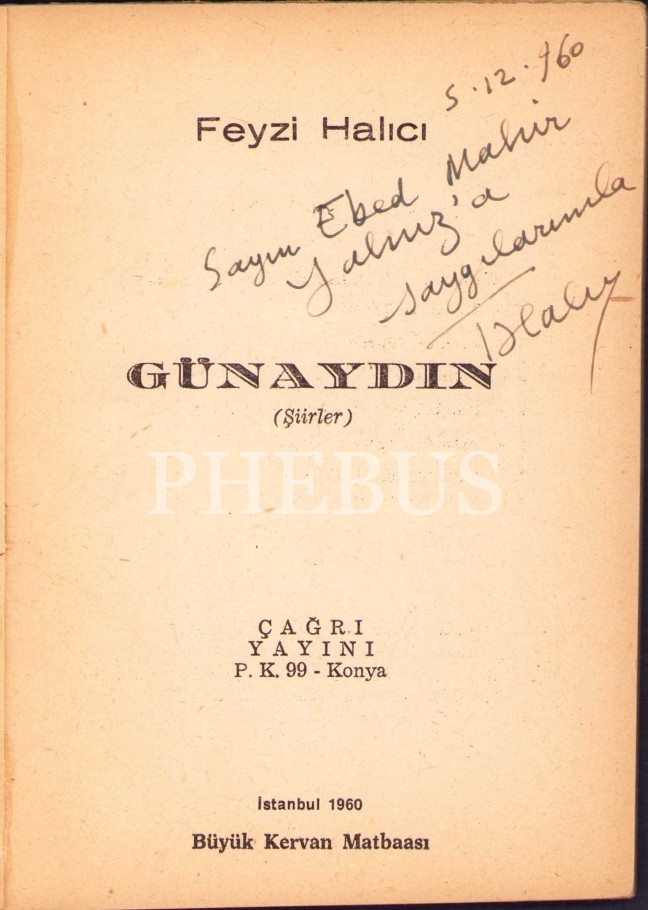 5.12.960
Feyzi Halıcı
Sayın Ebed Mahir
Yalnız'a
saygılarımla
GÜNAYDIN
(Şiirler)
PHEBUS
ÇAĞRI
YAYINI
P. K. 99 - Konya
İstanbul 1960
Büyük Kervan Matbaası